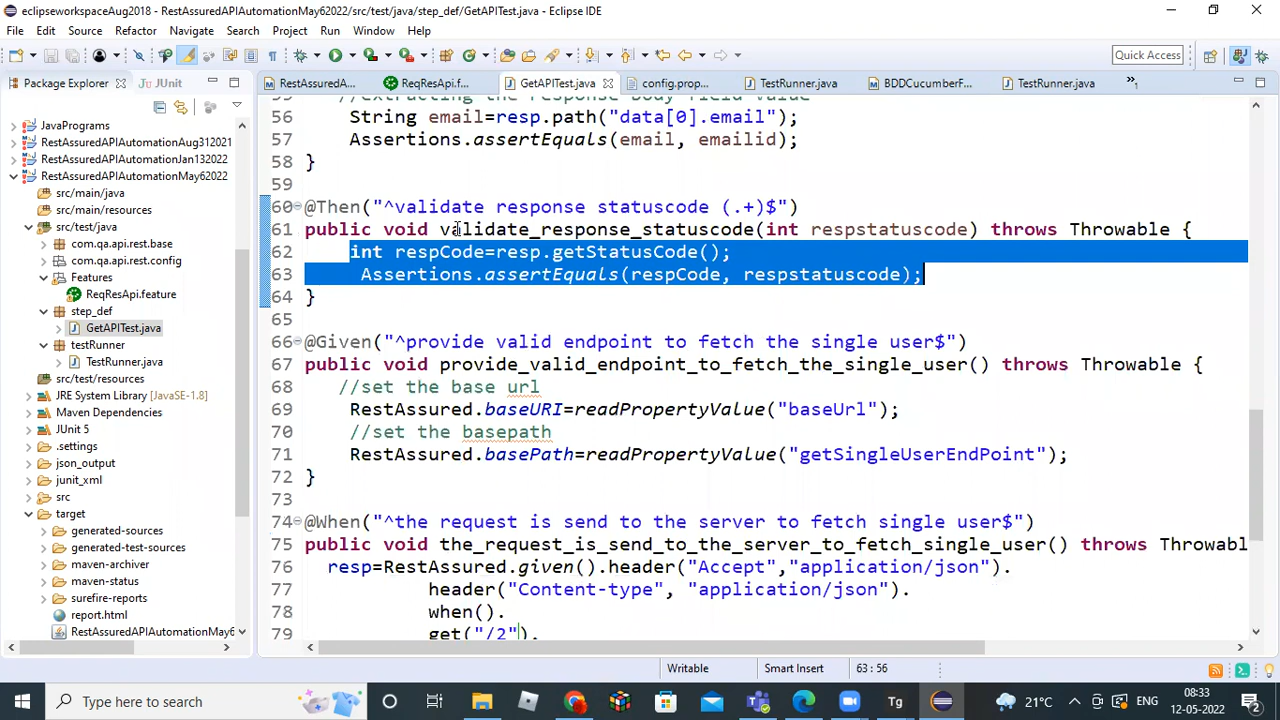 eclipseworkspaceAug2018 - RestAssuredAPIAutomationMay62022/src/test/java/step_def/GetAPITest.java - Eclipse IDE
File Edit Source Refactor Navigate Search Project Run Window Help
Quick Access
Package Explorer JUnit
RestAssuredA... ReqResApi.f... GetAPITest.java config.prop... TestRunner.java BDDCucumberF... TestRunner.java »1
JavaPrograms
RestAssuredAPIAutomationAug312021
RestAssuredAPIAutomationJan132022
RestAssuredAPIAutomationMay62022
src/main/java
src/main/resources
src/test/java
com.qa.api.rest.base
com.qa.api.rest.config
Features
ReqResApi.feature
step_def
GetAPITest.java
testRunner
TestRunner.java
src/test/resources
JRE System Library [JavaSE-1.8]
Maven Dependencies
JUnit 5
.settings
json_output
junit_xml
src
target
generated-sources
generated-test-sources
maven-archiver
maven-status
surefire-reports
report.html
RestAssuredAPIAutomationMay6
55 //extracting the response body field value
56 String email=resp.path("data[0].email");
57 Assertions.assertEquals(email, emailid);
58 }
59
60 @Then("^validate response statuscode (.+)$")
61 public void validate_response_statuscode(int respstatuscode) throws Throwable {
62 int respCode=resp.getStatusCode();
63 Assertions.assertEquals(respCode, respstatuscode);
64 }
65
66 @Given("^provide valid endpoint to fetch the single user$")
67 public void provide_valid_endpoint_to_fetch_the_single_user() throws Throwable {
68 //set the base url
69 RestAssured.baseURI=readPropertyValue("baseUrl");
70 //set the basepath
71 RestAssured.basePath=readPropertyValue("getSingleUserEndPoint");
72 }
73
74 @When("^the request is send to the server to fetch single user$")
75 public void the_request_is_send_to_the_server_to_fetch_single_user() throws Throwabl
76 resp=RestAssured.given().header("Accept","application/json").
77 header("Content-type", "application/json").
78 when().
79 get("/2").
Writable Smart Insert 63 : 56
Type here to search
Tg
21°C
ENG
08:33
12-05-2022
2